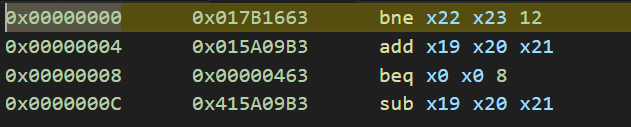 0x00000000 0x017B1663 bne x22 x23 12
0x00000004 0x015A09B3 add x19 x20 x21
0x00000008 0x00000463 beq x0 x0 8
0x0000000C 0x415A09B3 sub x19 x20 x21